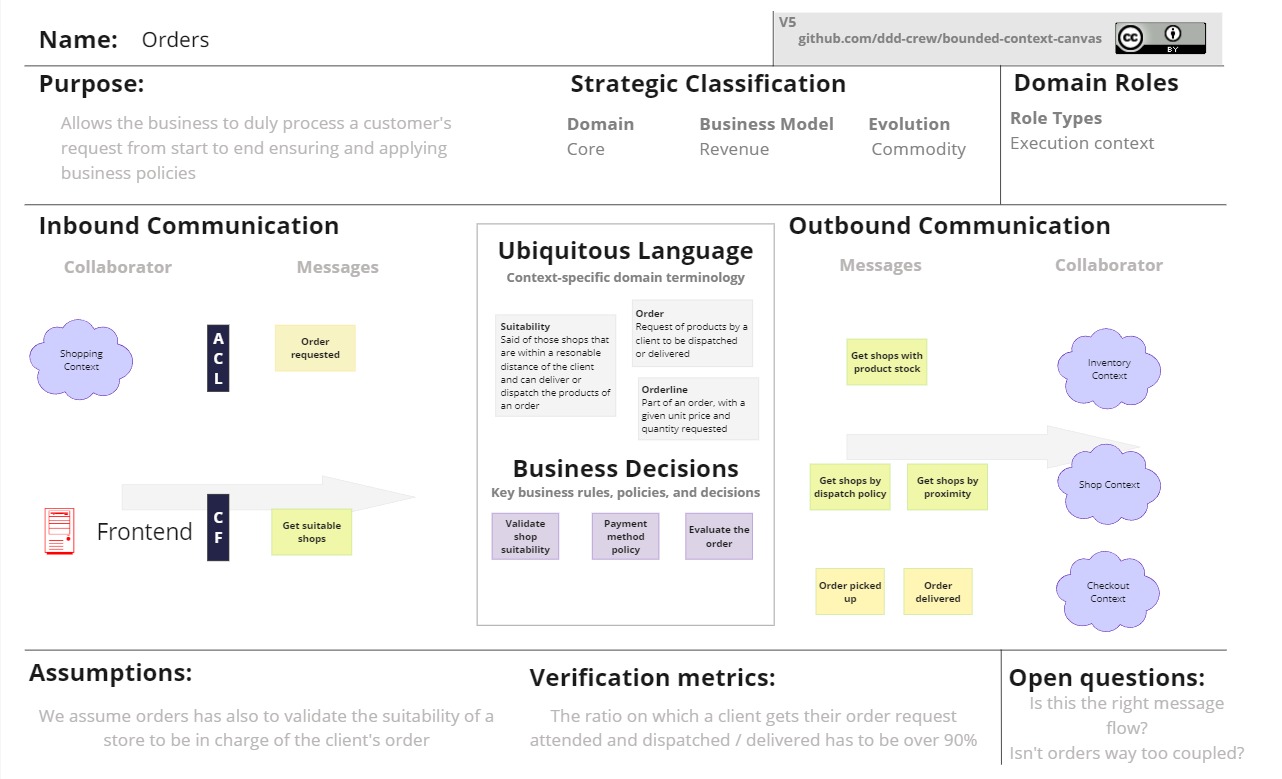 Name: Orders
V5
github.com/ddd-crew/bounded-context-canvas
cc
BY
Purpose:
Allows the business to duly process a customer's
request from start to end ensuring and applying
business policies
Strategic Classification
Domain
Core
Business Model
Revenue
Evolution
Commodity
Domain Roles
Role Types
Execution context
Inbound Communication
Collaborator
Messages
Shopping
Context
A
C
L
Order
requested
Frontend
C
F
Get suitable
shops
Ubiquitous Language
Context-specific domain terminology
Suitability
Said of those shops that
are within a resonable
distance of the client
and can deliver or
dispatch the products of
an order
Order
Request of products by a
client to be dispatched
or delivered
Orderline
Part of an order, with a
given unit price and
quantity requested
Business Decisions
Key business rules, policies, and decisions
Validate
shop
suitability
Payment
method
policy
Evaluate the
order
Outbound Communication
Messages
Collaborator
Get shops with
product stock
Inventory
Context
Get shops by
dispatch policy
Get shops by
proximity
Shop Context
Order picked
up
Order
delivered
Checkout
Context
Assumptions:
We assume orders has also to validate the suitability of a
store to be in charge of the client's order
Verification metrics:
The ratio on which a client gets their order request
attended and dispatched / delivered has to be over 90%
Open questions:
Is this the right message
flow?
Isn't orders way too coupled?